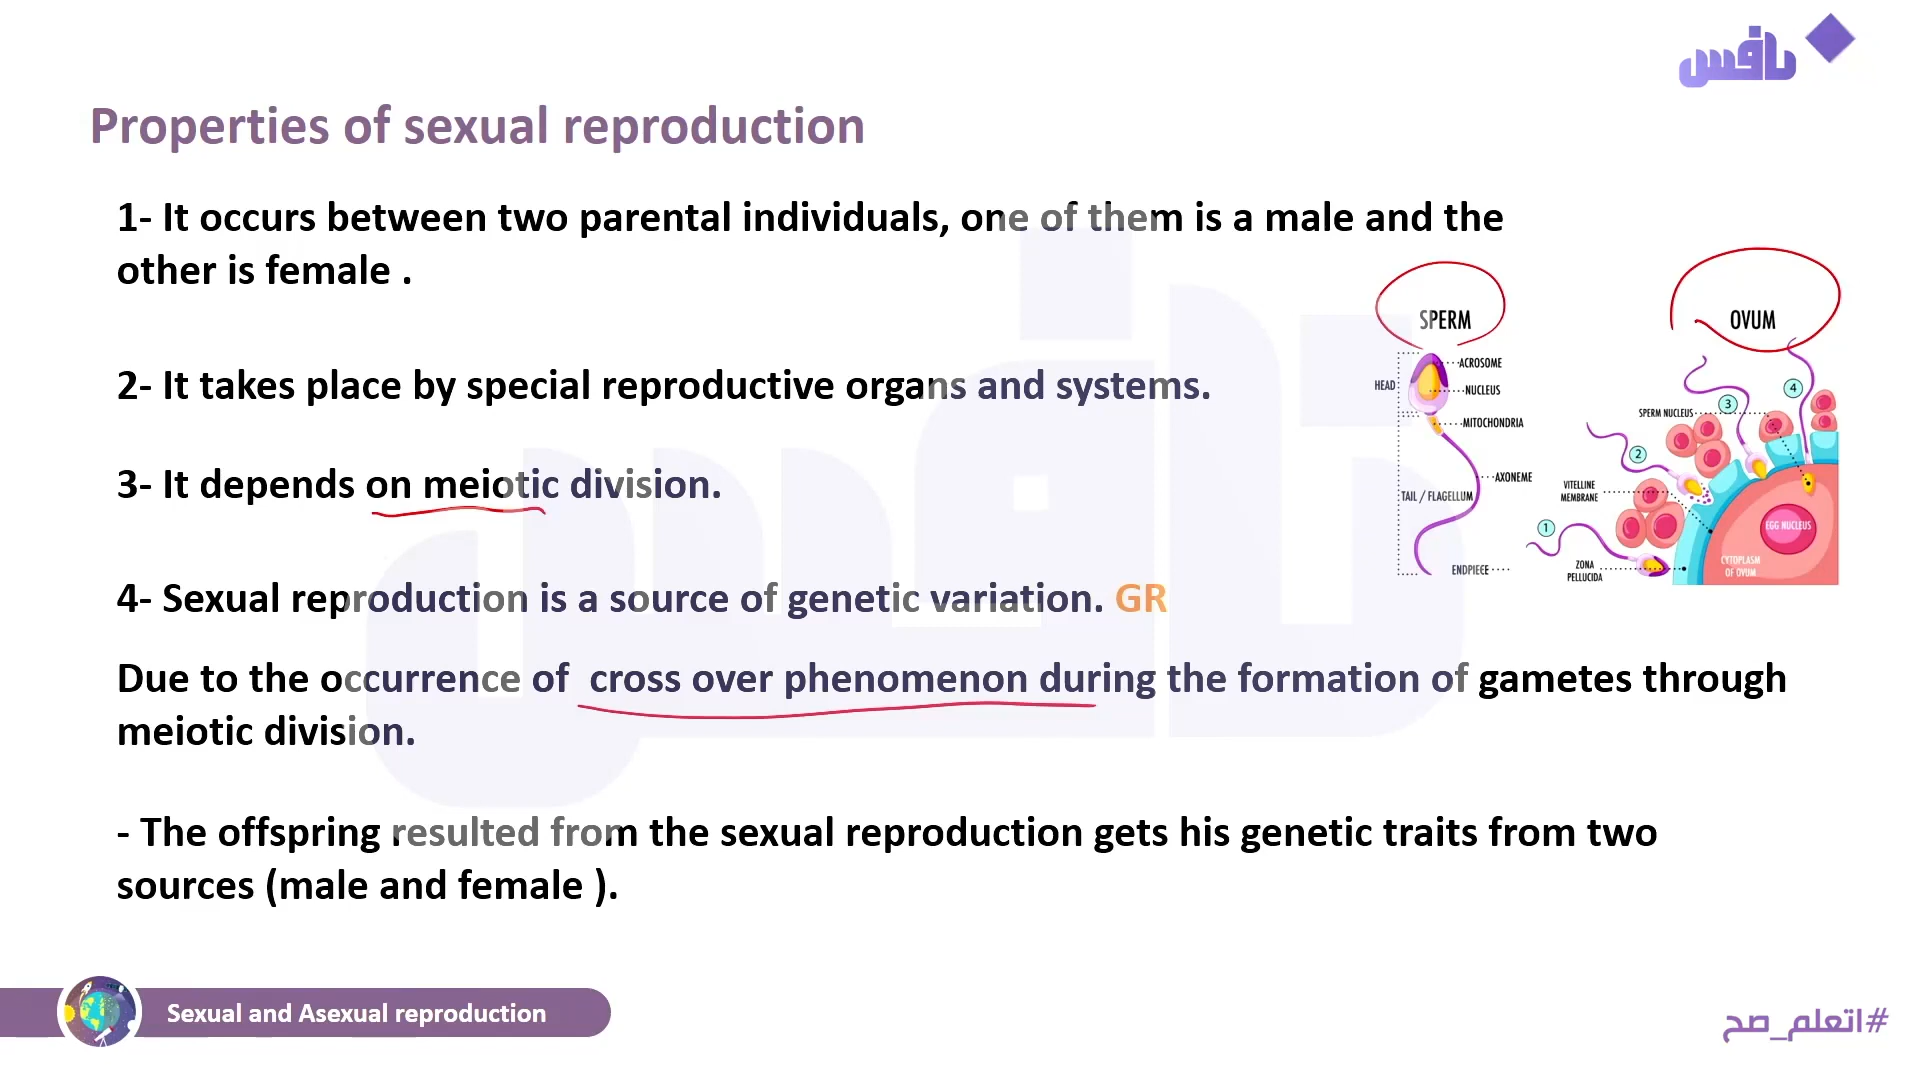 نافس
Properties of sexual reproduction
1- It occurs between two parental individuals, one of them is a male and the
other is female .
2- It takes place by special reproductive organs and systems.
3- It depends on meiotic division.
4- Sexual reproduction is a source of genetic variation. GR
Due to the occurrence of  cross over phenomenon during the formation of gametes through
meiotic division.
- The offspring resulted from the sexual reproduction gets his genetic traits from two
sources (male and female ).
SPERM
HEAD
ACROSOME
NUCLEUS
MITOCHONDRIA
AXONEME
TAIL / FLAGELLUM
ENDPIECE
OVUM
4
3
SPERM NUCLEUS
2
VITELLINE
MEMBRANE
1
EGG NUCLEUS
ZONA
PELLUCIDA
CYTOPLASM
OF OVUM
Sexual and Asexual reproduction
#اتعلم_صح